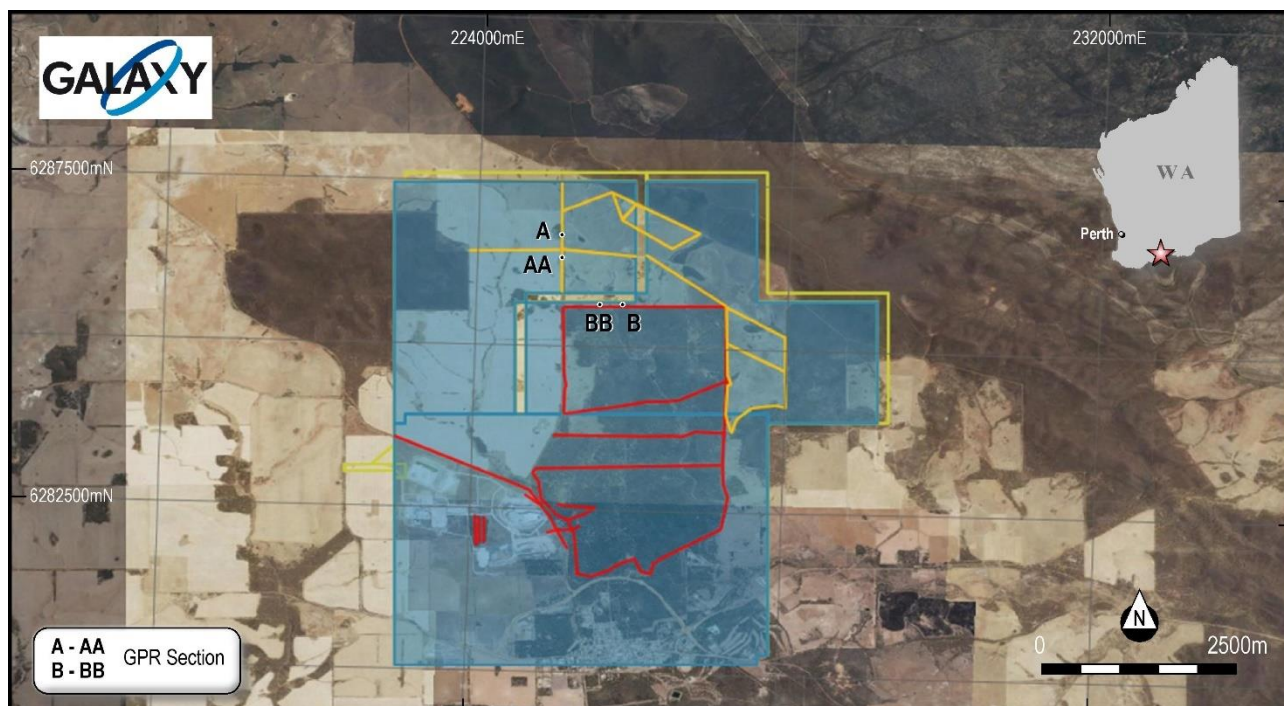 GALAXY
224000mE
232000mE
6287500mN
WA
Perth
A
AA
BB B
6282500mN
N
0 2500m
A - AA
B - BB
GPR Section